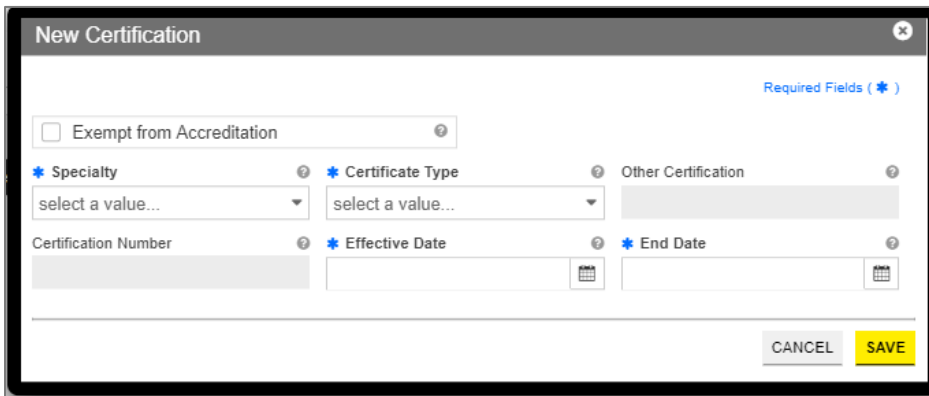 New Certification
Required Fields ( * )
Exempt from Accreditation
* Specialty * Certificate Type Other Certification
select a value... select a value...
Certification Number * Effective Date * End Date
CANCEL SAVE